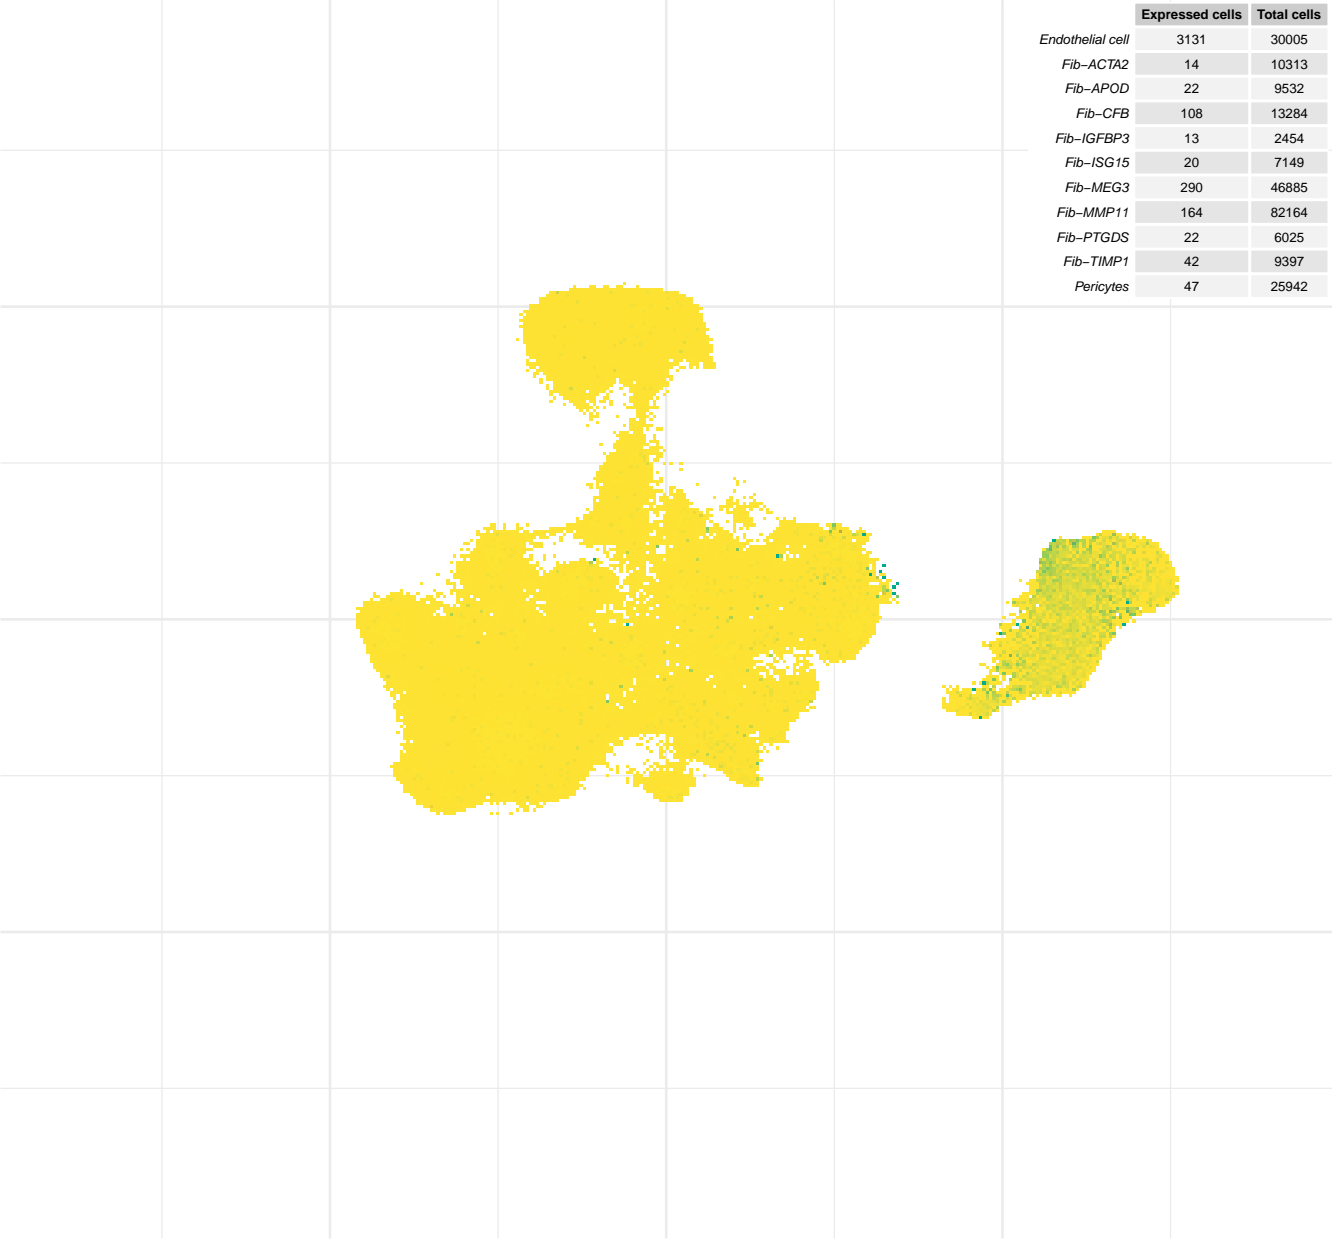 Expressed cells Total cells
Endothelial cell 3131 30005
Fib−ACTA2 14 10313
Fib−APOD 22 9532
Fib−CFB 108 13284
Fib−IGFBP3 13 2454
Fib−ISG15 20 7149
Fib−MEG3 290 46885
Fib−MMP11 164 82164
Fib−PTGDS 22 6025
Fib−TIMP1 42 9397
Pericytes 47 25942